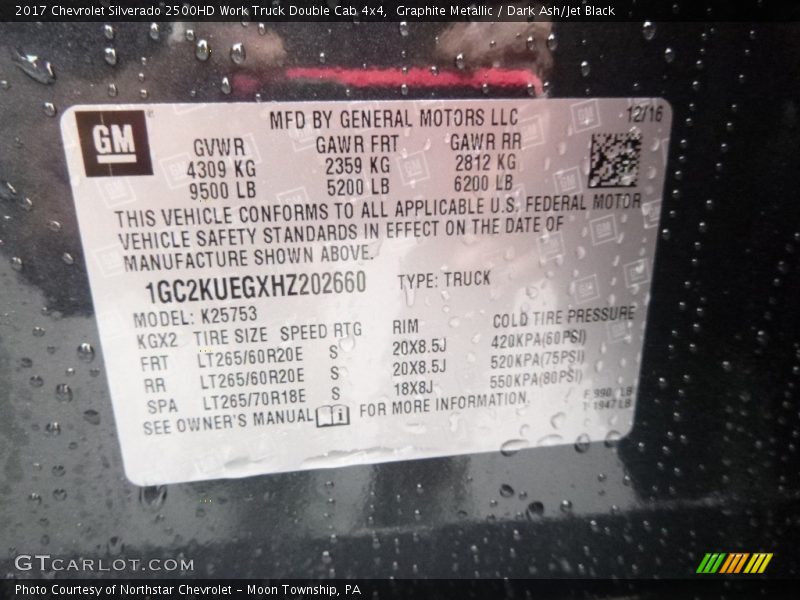 2017 Chevrolet Silverado 2500HD Work Truck Double Cab 4x4, Graphite Metallic / Dark Ash/Jet Black
GM
MFD BY GENERAL MOTORS LLC
12/16
GVWR GAWR FRT GAWR RR
4309 KG 2359 KG 2812 KG
9500 LB 5200 LB 6200 LB
THIS VEHICLE CONFORMS TO ALL APPLICABLE U.S. FEDERAL MOTOR
VEHICLE SAFETY STANDARDS IN EFFECT ON THE DATE OF
MANUFACTURE SHOWN ABOVE.
1GC2KUEGXHZ202660 TYPE: TRUCK
MODEL: K25753
KGX2 TIRE SIZE SPEED RTG RIM COLD TIRE PRESSURE
FRT LT265/60R20E S 20X8.5J 420KPA(60PSI)
RR LT265/60R20E S 20X8.5J 520KPA(75PSI)
SPA LT265/70R18E S 18X8J 550KPA(80PSI)
SEE OWNER'S MANUAL FOR MORE INFORMATION.
F 990 LB
T 1947 LB
GTcarlot.com
Photo Courtesy of Northstar Chevrolet - Moon Township, PA